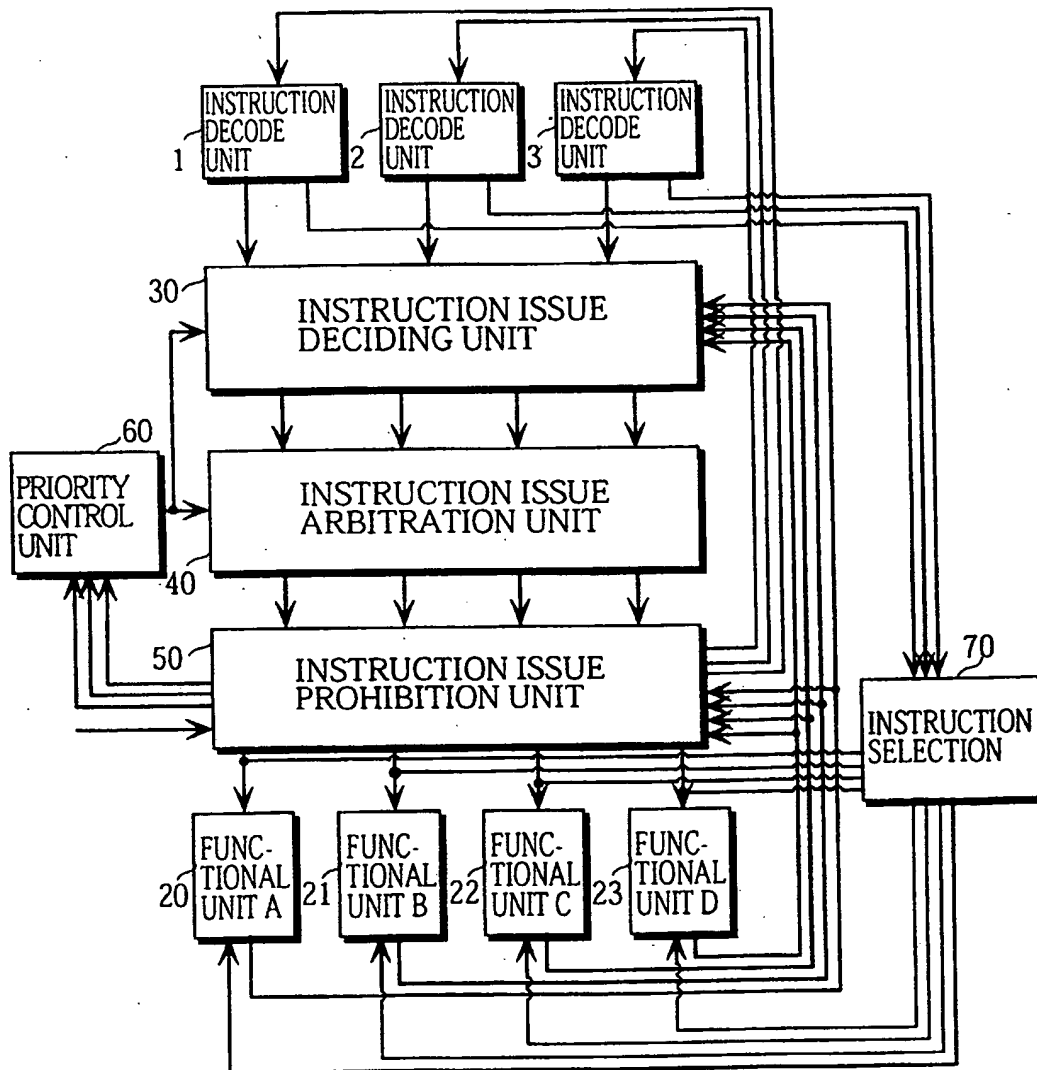 INSTRUCTION
DECODE
UNIT
1
INSTRUCTION
DECODE
UNIT
2
INSTRUCTION
DECODE
UNIT
3
30
INSTRUCTION ISSUE
DECIDING UNIT
60
PRIORITY
CONTROL
UNIT
INSTRUCTION ISSUE
ARBITRATION UNIT
40
50
INSTRUCTION ISSUE
PROHIBITION UNIT
70
INSTRUCTION
SELECTION
FUNC-
TIONAL
UNIT A
20
FUNC-
TIONAL
UNIT B
21
FUNC-
TIONAL
UNIT C
22
FUNC-
TIONAL
UNIT D
23